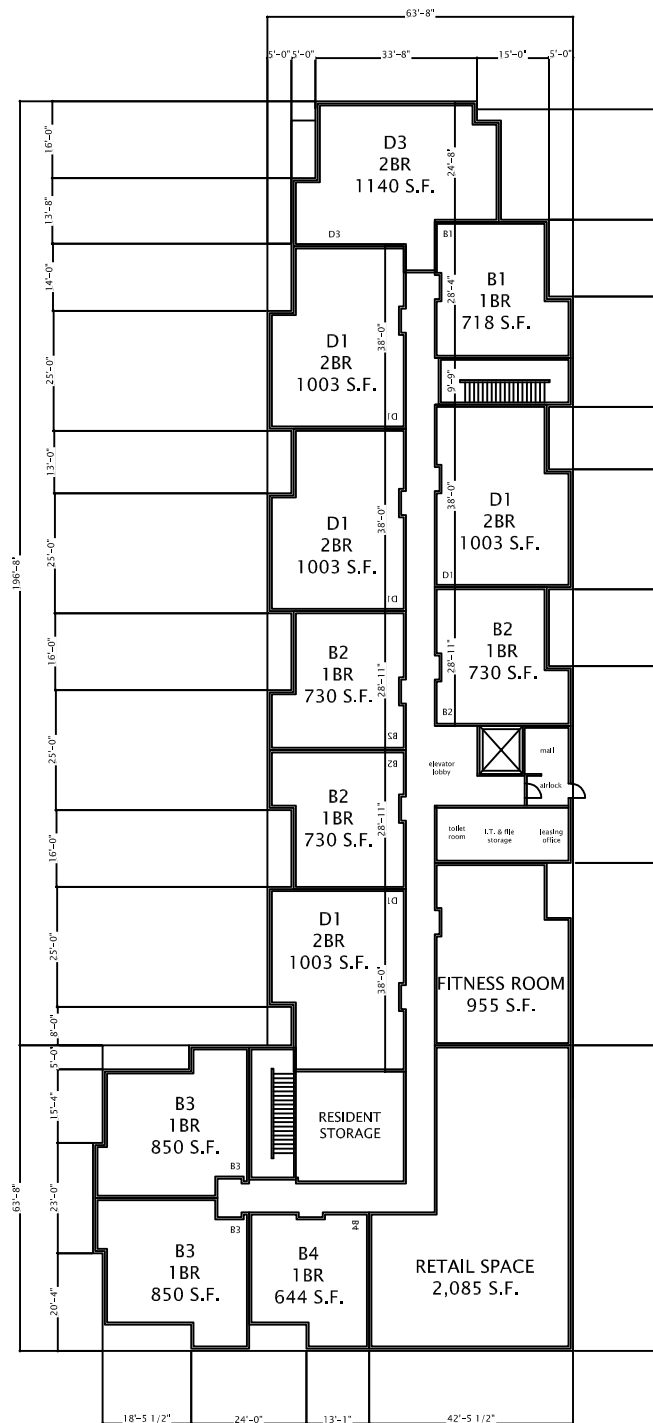 63'-8"
5'-0"
5'-0"
33'-8"
15'-0"
5'-0"
16'-0"
13'-8"
14'-0"
25'-0"
13'-0"
25'-0"
16'-0"
25'-0"
16'-0"
25'-0"
8'-0"
5'-0"
15'-4"
23'-0"
20'-4"
196'-8"
63'-8"
D3
2BR
1140 S.F.
24'-8"
D3
B1
B1
1BR
718 S.F.
28'-4"
D1
2BR
1003 S.F.
38'-0"
D1
9'-9"
D1
2BR
1003 S.F.
38'-0"
D1
D1
2BR
1003 S.F.
38'-0"
D1
B2
1BR
730 S.F.
28'-11"
B2
B2
1BR
730 S.F.
28'-11"
B2
B2
B2
1BR
730 S.F.
28'-11"
elevator
lobby
mail
airlock
toilet
room
I.T. & file
storage
leasing
office
D1
D1
2BR
1003 S.F.
38'-0"
FITNESS ROOM
955 S.F.
B3
1BR
850 S.F.
B3
RESIDENT
STORAGE
B3
B3
1BR
850 S.F.
B4
B4
1BR
644 S.F.
RETAIL SPACE
2,085 S.F.
18'-5 1/2"
24'-0"
13'-1"
42'-5 1/2"